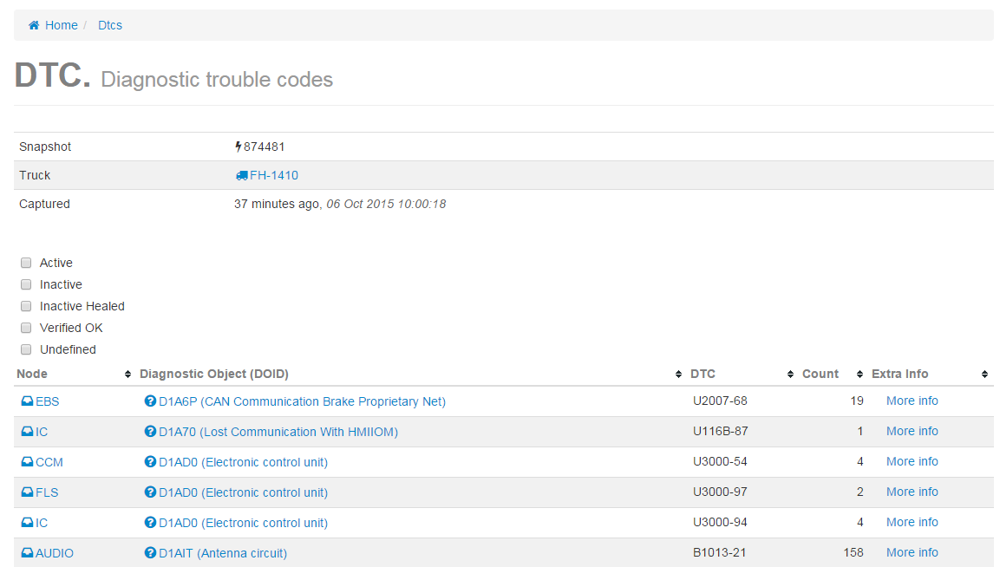 Home / Dtcs
DTC. Diagnostic trouble codes
Snapshot 874481
Truck FH-1410
Captured 37 minutes ago, 06 Oct 2015 10:00:18
Active
Inactive
Inactive Healed
Verified OK
Undefined
Node Diagnostic Object (DOID) DTC Count Extra Info
EBS D1A6P (CAN Communication Brake Proprietary Net) U2007-68 19 More info
IC D1A70 (Lost Communication With HMIIOM) U116B-87 1 More info
CCM D1AD0 (Electronic control unit) U3000-54 4 More info
FLS D1AD0 (Electronic control unit) U3000-97 2 More info
IC D1AD0 (Electronic control unit) U3000-94 4 More info
AUDIO D1AIT (Antenna circuit) B1013-21 158 More info